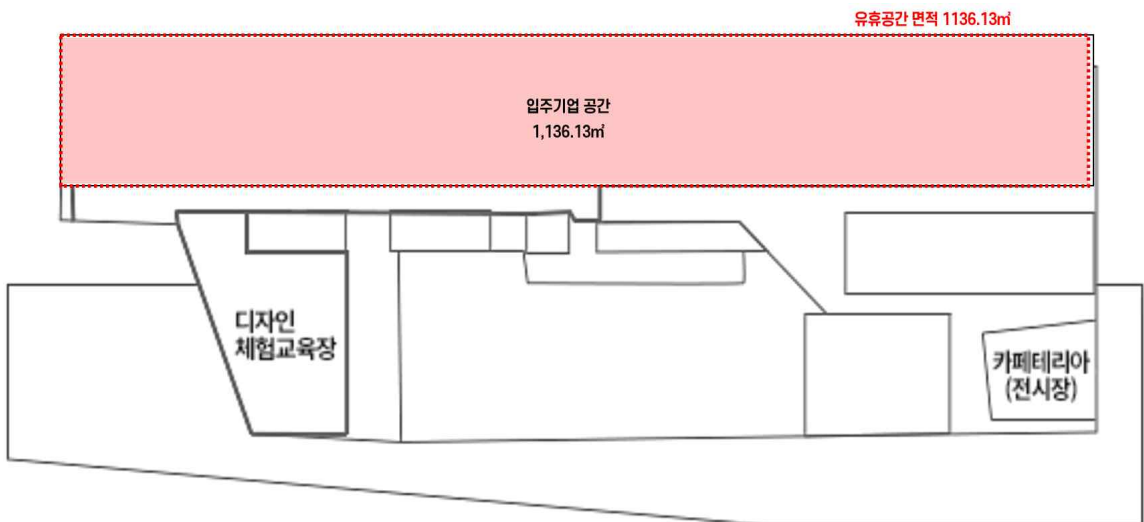 유휴공간 면적 1136.13㎡
입주기업 공간
1,136.13㎡
디자인
체험교육장
카페테리아
(전시장)